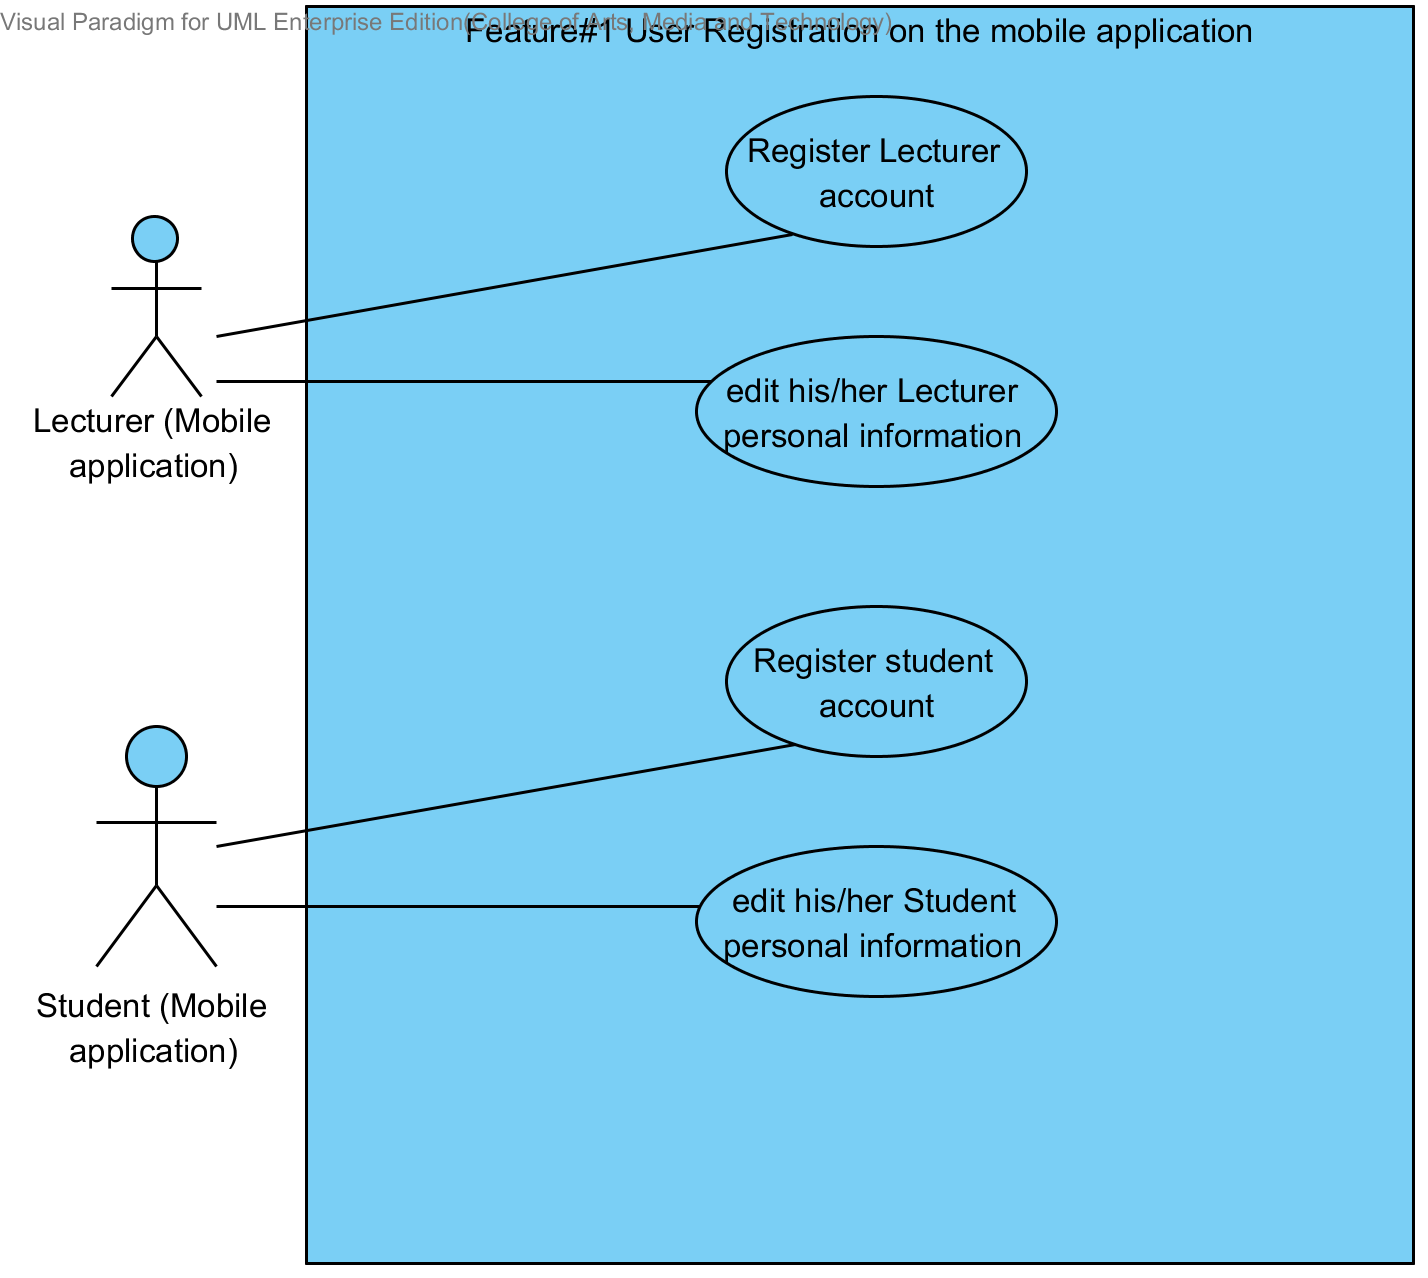 Visual Paradigm for UML Enterprise Edition(College of Arts, Media and Technology)
Feature#1 User Registration on the mobile application
Register Lecturer
account
edit his/her Lecturer
personal information
Lecturer (Mobile
application)
Register student
account
edit his/her Student
personal information
Student (Mobile
application)